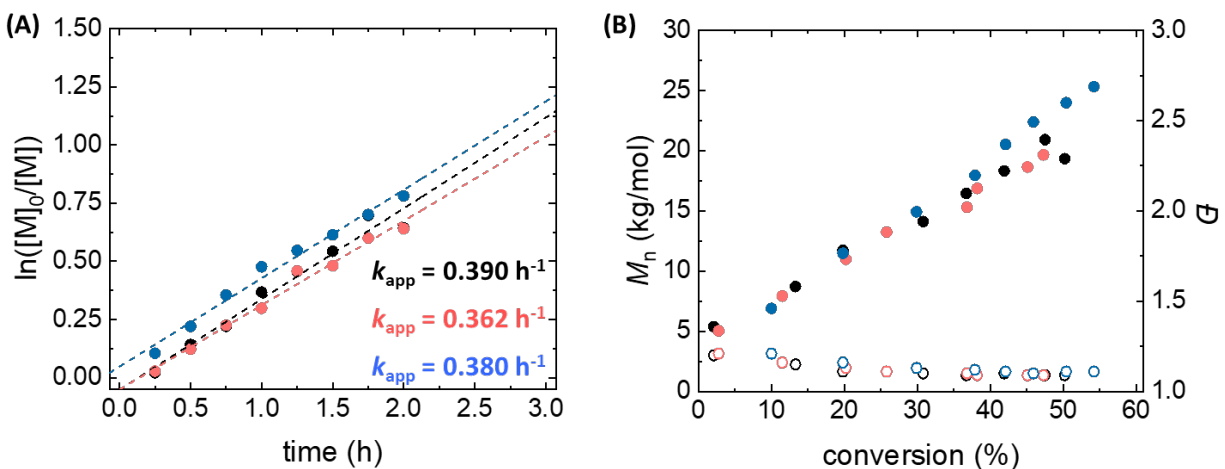 (A)
ln([M]₀/[M])
1.50
1.25
1.00
0.75
0.50
0.25
0.00
k_app = 0.390 h⁻¹
k_app = 0.362 h⁻¹
k_app = 0.380 h⁻¹
0.0 0.5 1.0 1.5 2.0 2.5 3.0
time (h)
(B)
Mₙ (kg/mol)
30
25
20
15
10
5
0
3.0
2.5
2.0
1.5
1.0
Đ
0 10 20 30 40 50 60
conversion (%)